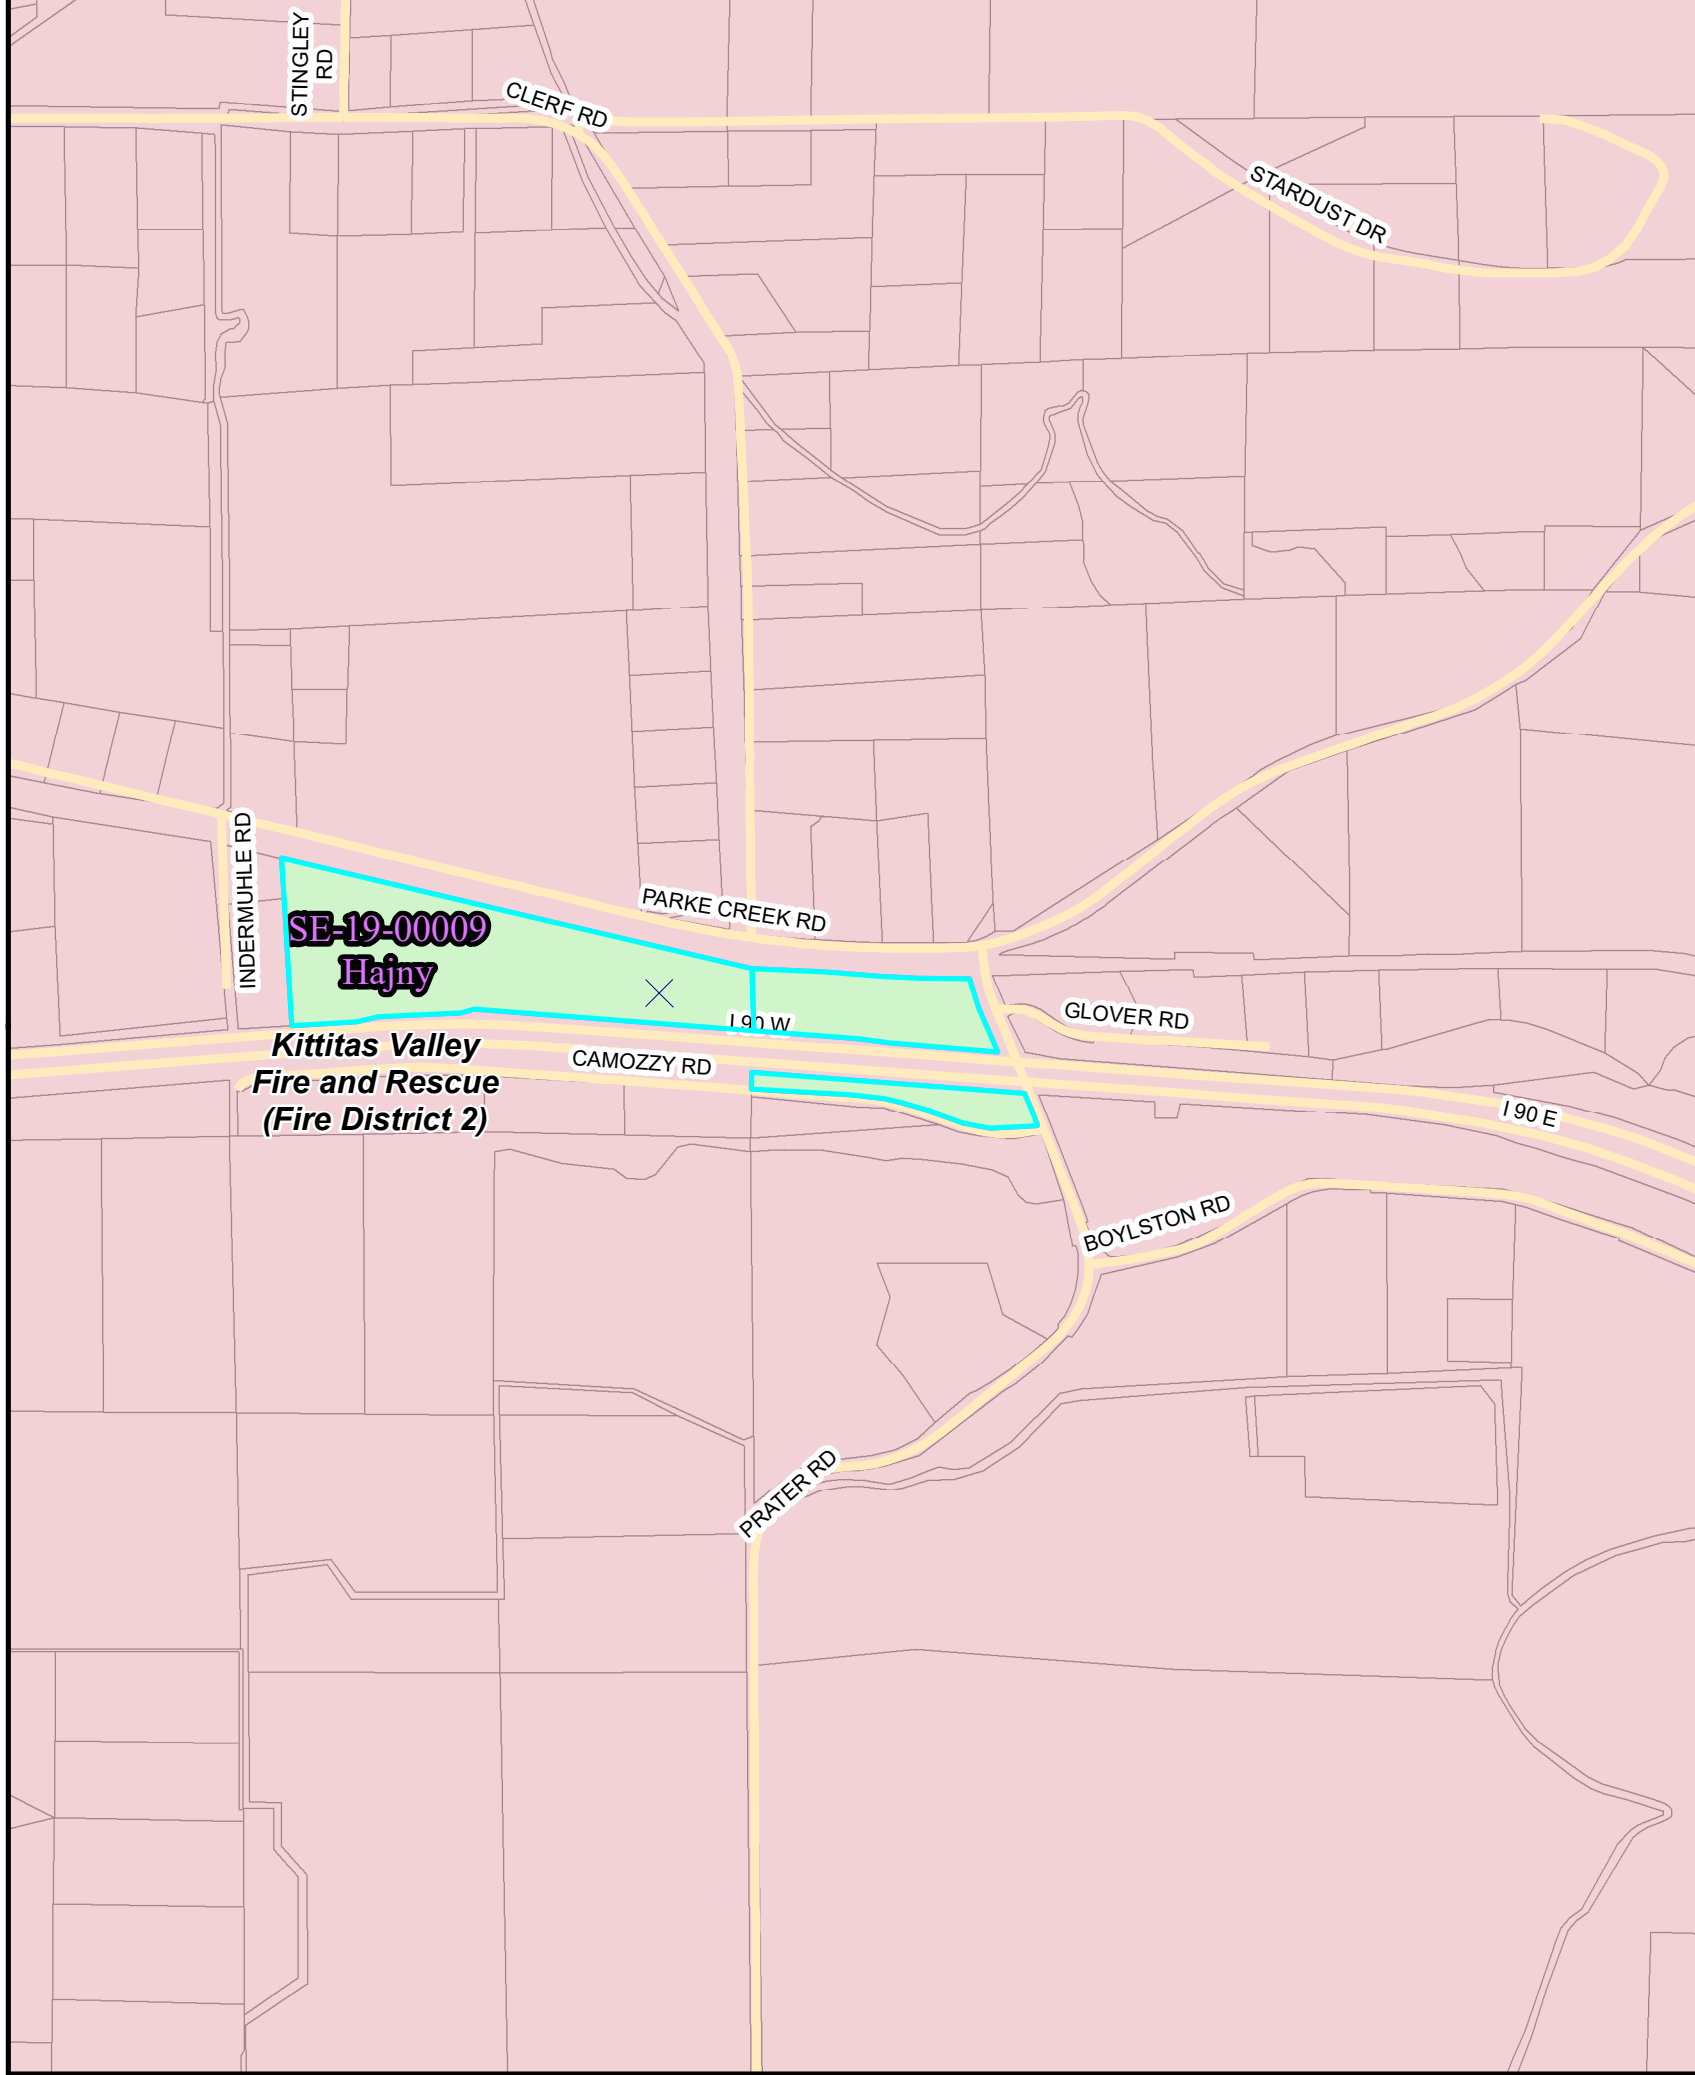 STINGLEY
RD
CLERF RD
STARDUST DR
INDERMUHLE RD
PARKE CREEK RD
SE-19-00009
Hajny
GLOVER RD
I 90 W
Kittitas Valley
Fire and Rescue
(Fire District 2)
CAMOZZY RD
I 90 E
BOYLSTON RD
PRATER RD